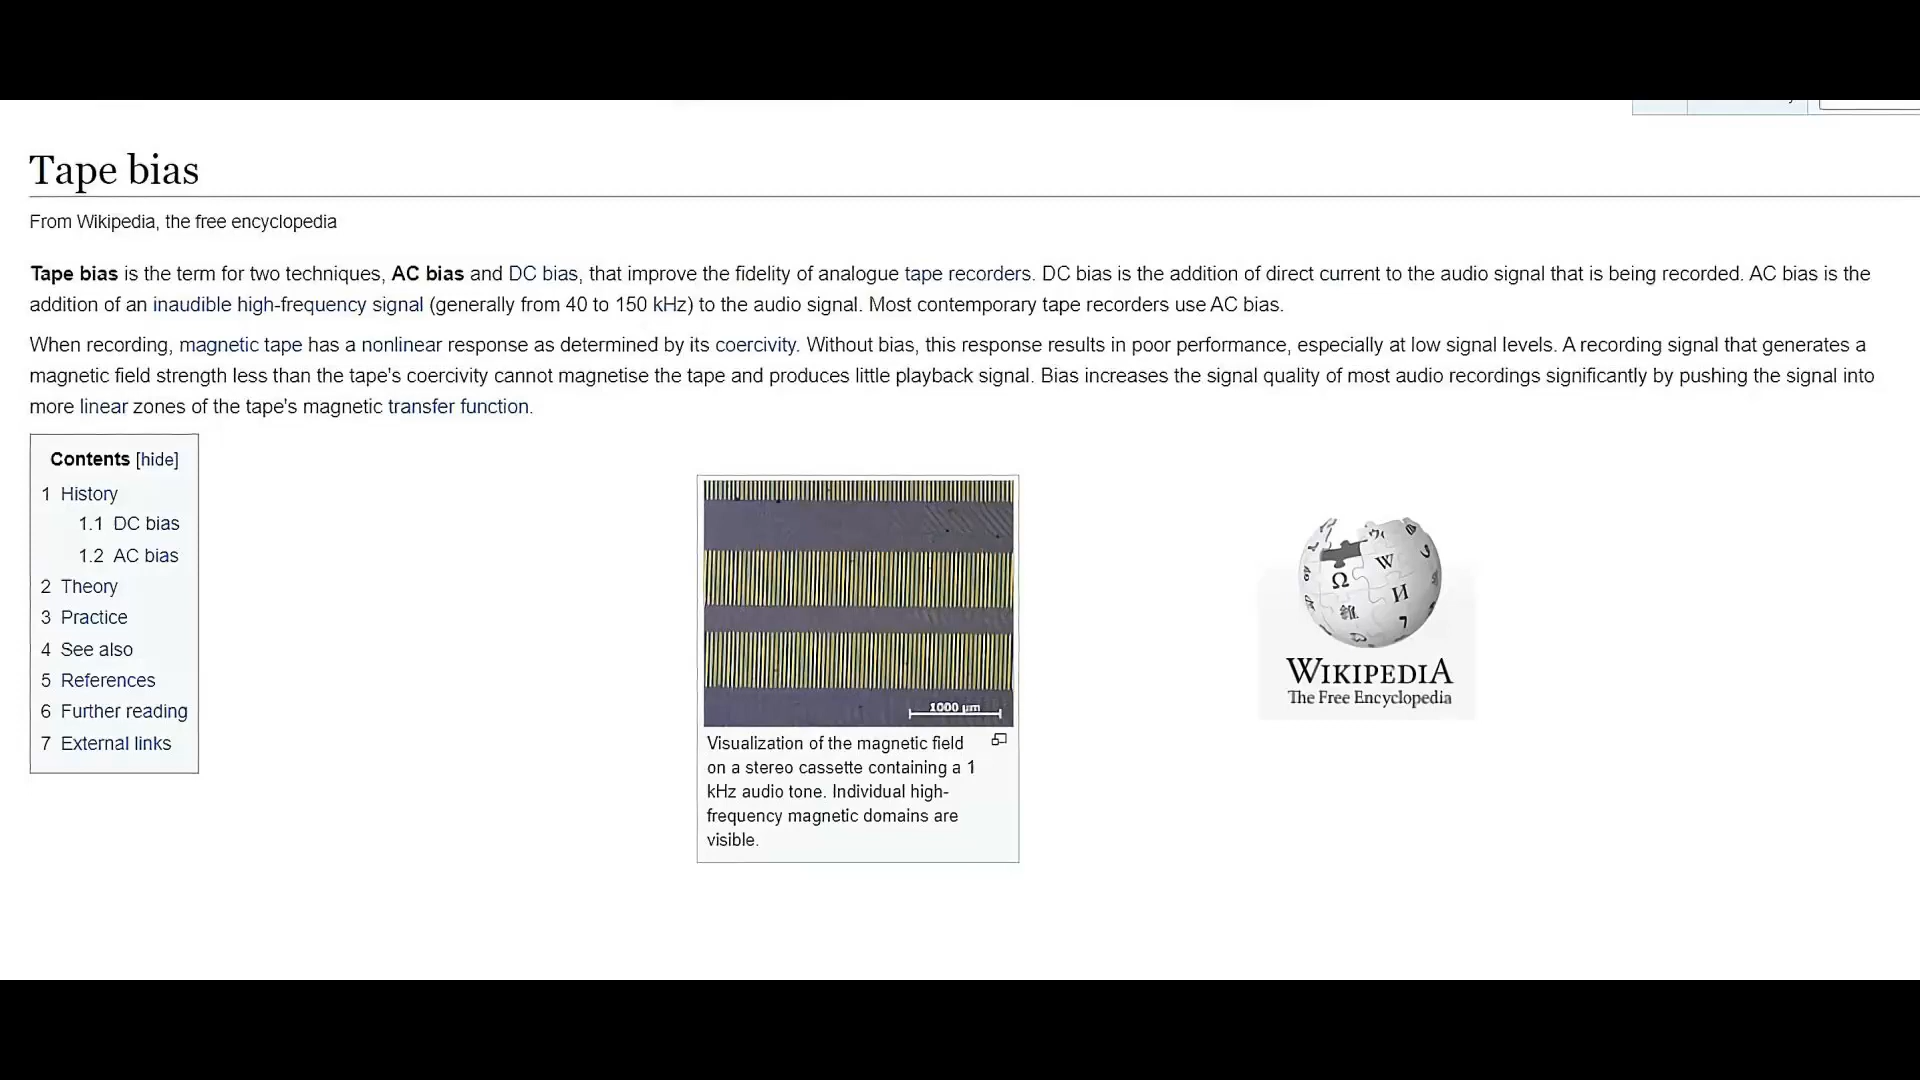 Tape bias
From Wikipedia, the free encyclopedia
Tape bias is the term for two techniques, AC bias and DC bias, that improve the fidelity of analogue tape recorders. DC bias is the addition of direct current to the audio signal that is being recorded. AC bias is the
addition of an inaudible high-frequency signal (generally from 40 to 150 kHz) to the audio signal. Most contemporary tape recorders use AC bias.
When recording, magnetic tape has a nonlinear response as determined by its coercivity. Without bias, this response results in poor performance, especially at low signal levels. A recording signal that generates a
magnetic field strength less than the tape's coercivity cannot magnetise the tape and produces little playback signal. Bias increases the signal quality of most audio recordings significantly by pushing the signal into
more linear zones of the tape's magnetic transfer function.
Contents [hide]
1 History
1.1 DC bias
1.2 AC bias
2 Theory
3 Practice
4 See also
5 References
6 Further reading
7 External links
1000 µm
Visualization of the magnetic field
on a stereo cassette containing a 1
kHz audio tone. Individual high-
frequency magnetic domains are
visible.
Ω W И
WIKIPEDIA
The Free Encyclopedia